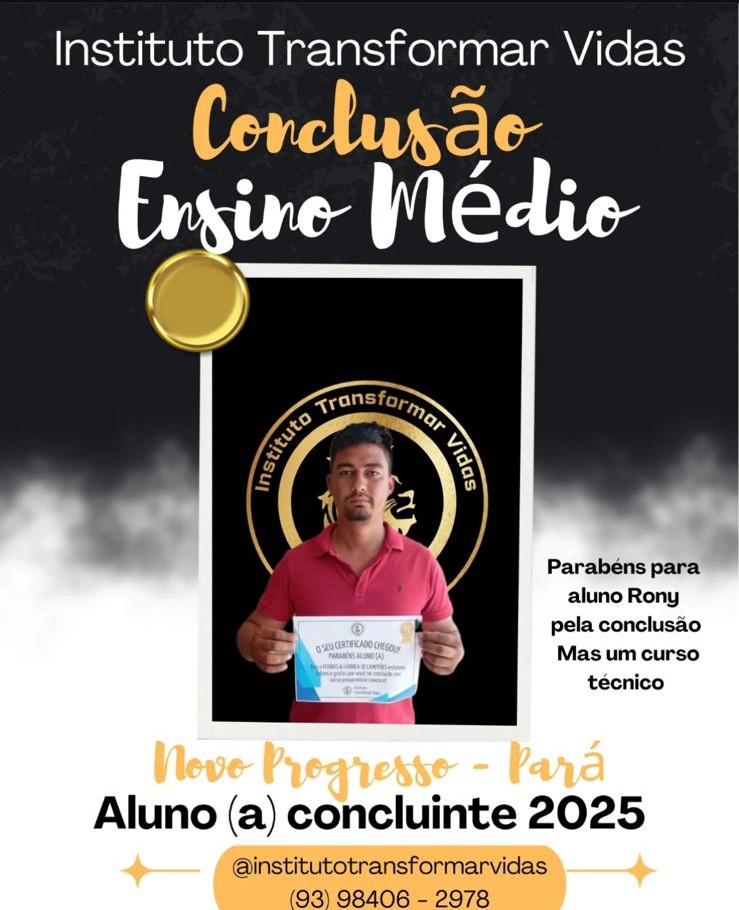 Instituto Transformar Vidas
Conclusão
Ensino Médio
Instituto Transformar Vidas
O SEU CERTIFICADO CHEGOU!
PARABÉNS ALUNO (A)
Parabéns para
aluno Rony
pela conclusão
Mas um curso
técnico
Novo Progresso - Pará
Aluno (a) concluinte 2025
@institutotransformarvidas
(93) 98406 - 2978